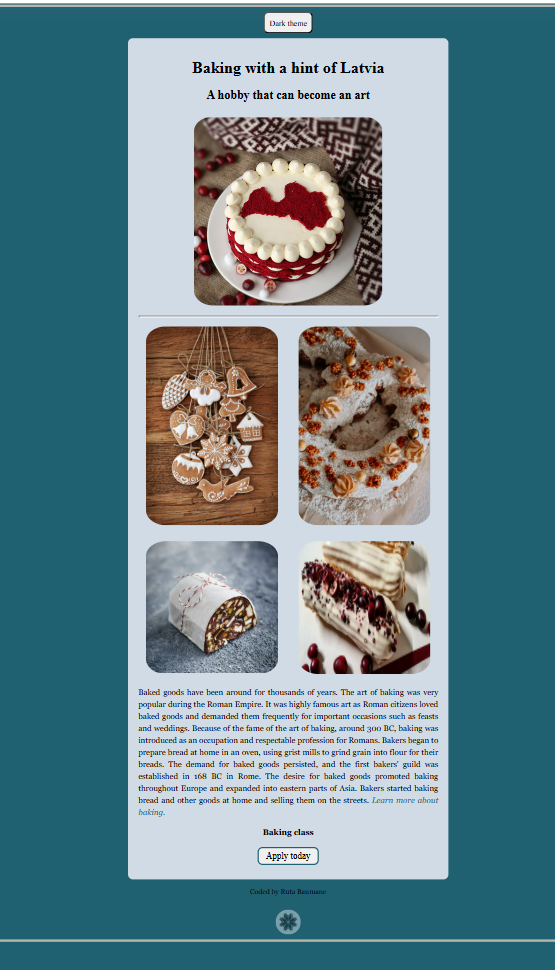 Dark theme
Baking with a hint of Latvia
A hobby that can become an art
Baked goods have been around for thousands of years. The art of baking was very
popular during the Roman Empire. It was highly famous art as Roman citizens loved
baked goods and demanded them frequently for important occasions such as feasts
and weddings. Because of the fame of the art of baking, around 300 BC, baking was
introduced as an occupation and respectable profession for Romans. Bakers began to
prepare bread at home in an oven, using grist mills to grind grain into flour for their
breads. The demand for baked goods persisted, and the first bakers' guild was
established in 168 BC in Rome. The desire for baked goods promoted baking
throughout Europe and expanded into eastern parts of Asia. Bakers started baking
bread and other goods at home and selling them on the streets. Learn more about
baking.
Baking class
Apply today
Coded by Ruta Baumane